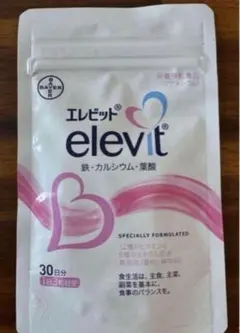 BAYER
エレビット®
elevit®
鉄・カルシウム・葉酸
SPECIALLY FORMULATED
30日分
食生活は、主食、主菜、
副菜を基本に、
食事のバランスを。